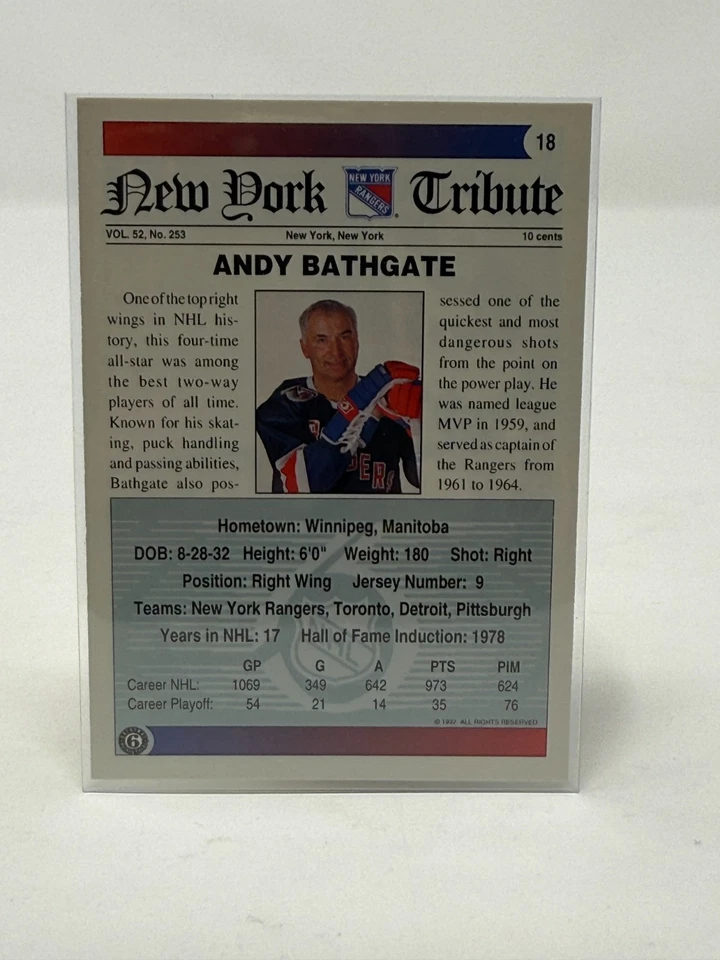 18
New York
NEW YORK
RANGERS
Tribute
VOL. 52, No. 253 New York, New York 10 cents
ANDY BATHGATE
One of the top right
wings in NHL his-
tory, this four-time
all-star was among
the best two-way
players of all time.
Known for his skat-
ing, puck handling
and passing abilities,
Bathgate also pos-
sessed one of the
quickest and most
dangerous shots
from the point on
the power play. He
was named league
MVP in 1959, and
served as captain of
the Rangers from
1961 to 1964.
Hometown: Winnipeg, Manitoba
DOB: 8-28-32 Height: 6'0" Weight: 180 Shot: Right
Position: Right Wing Jersey Number: 9
Teams: New York Rangers, Toronto, Detroit, Pittsburgh
Years in NHL: 17 Hall of Fame Induction: 1978
GP G A PTS PIM
Career NHL: 1069 349 642 973 624
Career Playoff: 54 21 14 35 76
© 1992 ALL RIGHTS RESERVED
6